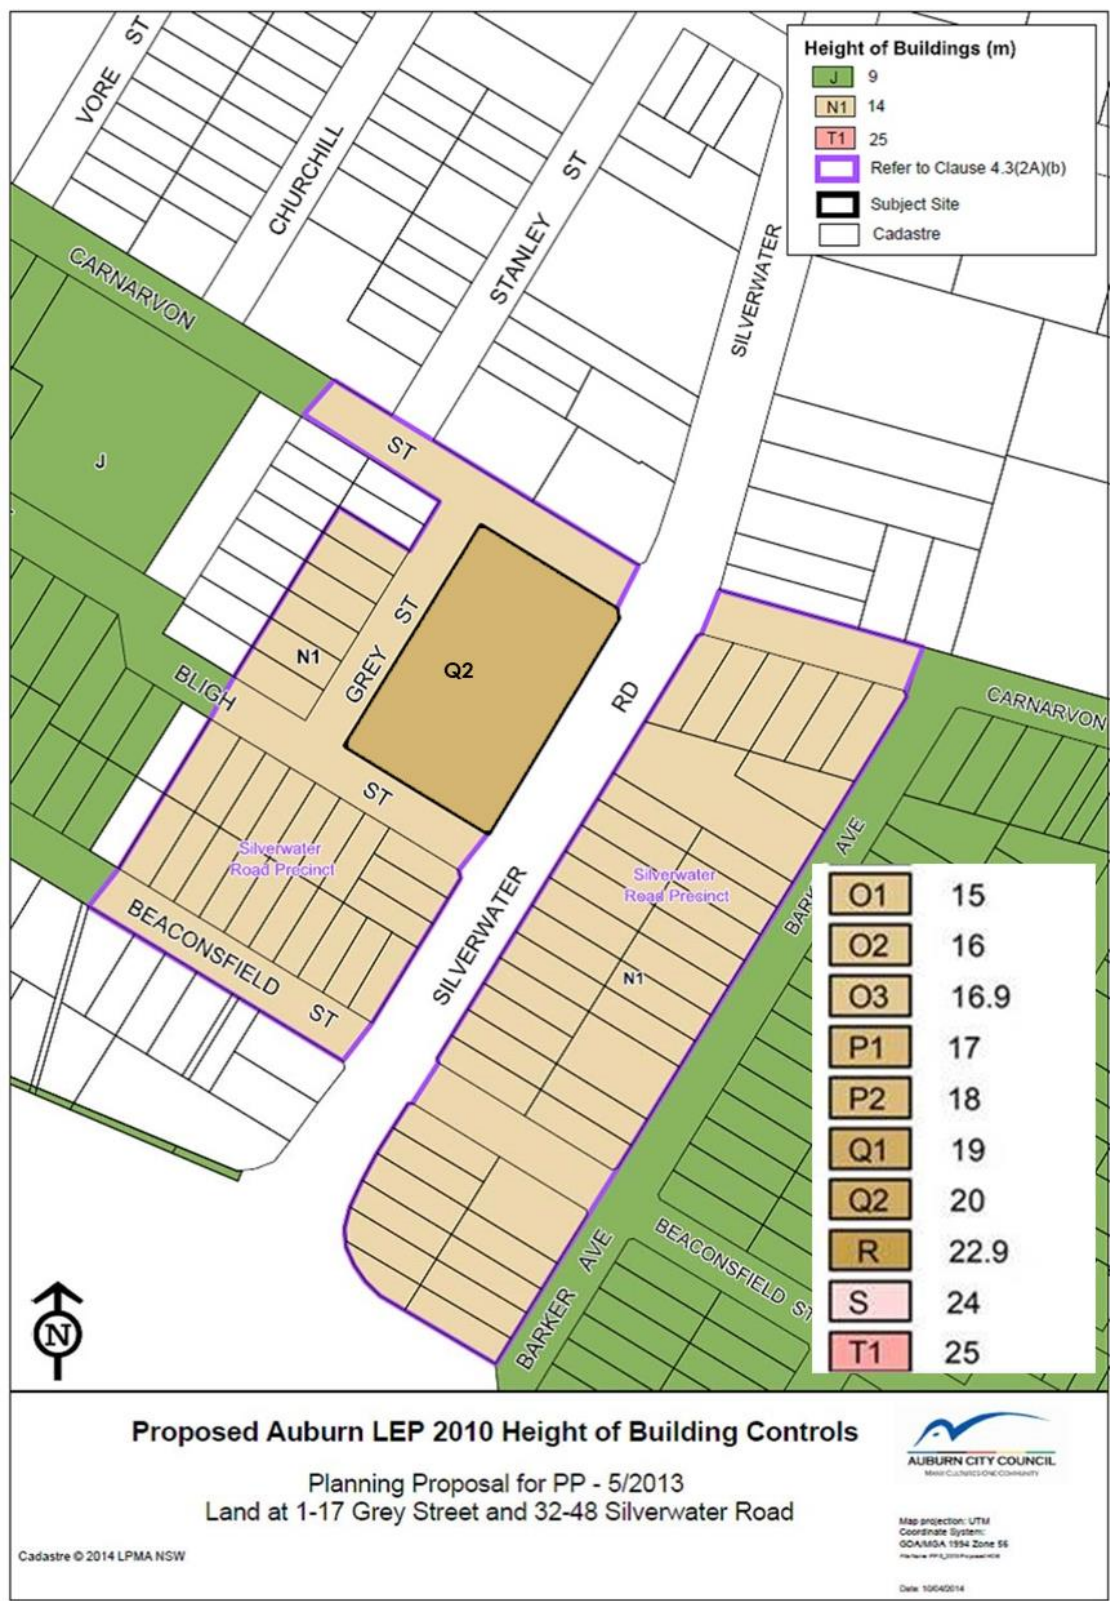 VORE ST
CHURCHILL
STANLEY ST
SILVERWATER
Height of Buildings (m)
J 9
N1 14
T1 25
Refer to Clause 4.3(2A)(b)
Subject Site
Cadastre
CARNARVON
ST
J
GREY ST
N1
Q2
RD
BLIGH
ST
CARNARVON
Silverwater
Road Precinct
Silverwater
Road Precinct
BARK
AVE
BEACONSFIELD
ST
SILVERWATER
N1
O1 15
O2 16
O3 16.9
P1 17
P2 18
Q1 19
Q2 20
R 22.9
S 24
T1 25
BEACONSFIELD ST
BARKER AVE
N
Proposed Auburn LEP 2010 Height of Building Controls
Planning Proposal for PP - 5/2013
Land at 1-17 Grey Street and 32-48 Silverwater Road
Cadastre © 2014 LPMA NSW
AUBURN CITY COUNCIL
MANY CULTURES ONE COMMUNITY
Map projection: UTM
Coordinate System:
GDA/MGA 1994 Zone 56
Date: 10/04/2014